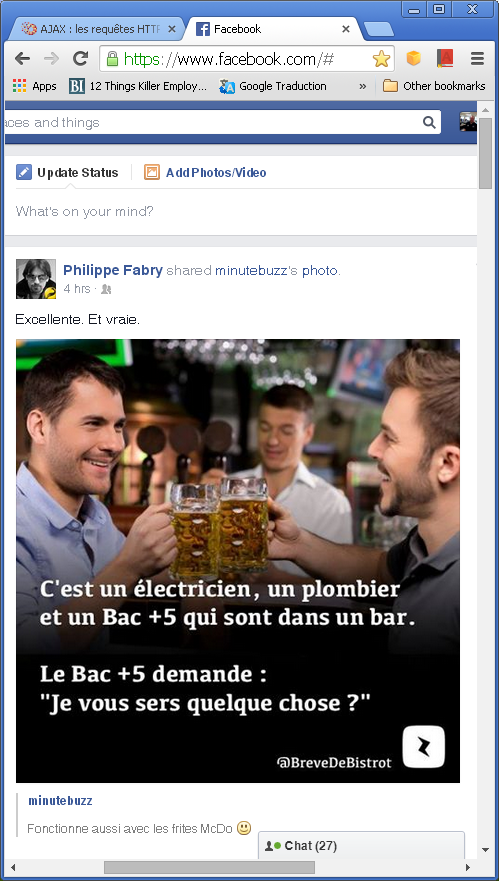 AJAX : les requêtes HTTP
Facebook
https://www.facebook.com/#
Apps
BI
12 Things Killer Employ...
Google Traduction
»
Other bookmarks
aces and things
Update Status
Add Photos/Video
What's on your mind?
Philippe Fabry shared minutebuzz's photo.
4 hrs ·
Excellente. Et vraie.
C'est un électricien, un plombier
et un Bac +5 qui sont dans un bar.
Le Bac +5 demande :
"Je vous sers quelque chose ?"
@BreveDeBistrot
minutebuzz
Fonctionne aussi avec les frites McDo
Chat (27)